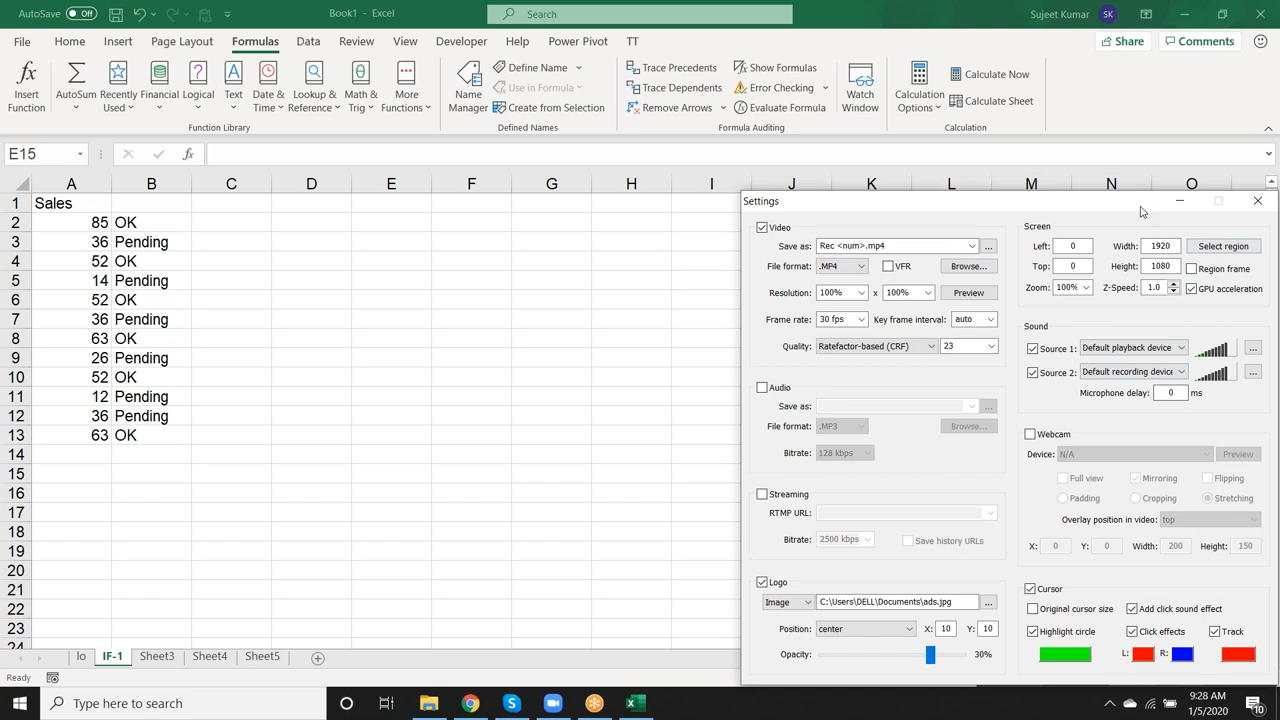 AutoSave Off Book1 - Excel Search Sujeet Kumar SK
File Home Insert Page Layout Formulas Data Review View Developer Help Power Pivot TT Share Comments
Insert Function
AutoSum
Recently Used
Financial
Logical
Text
Date & Time
Lookup & Reference
Math & Trig
More Functions
Function Library
Name Manager
Define Name
Use in Formula
Create from Selection
Defined Names
Trace Precedents
Trace Dependents
Remove Arrows
Show Formulas
Error Checking
Evaluate Formula
Formula Auditing
Watch Window
Calculation Options
Calculate Now
Calculate Sheet
Calculation
E15 fx
A B C D E F G H I J K L M N O
1 Sales
2 85 OK
3 36 Pending
4 52 OK
5 14 Pending
6 52 OK
7 36 Pending
8 63 OK
9 26 Pending
10 52 OK
11 12 Pending
12 36 Pending
13 63 OK
14
15
16
17
18
19
20
21
22
23
24
Settings
Video
Save as: Rec <num>.mp4 ...
File format: .MP4 VFR Browse...
Resolution: 100% x 100% Preview
Frame rate: 30 fps Key frame interval: auto
Quality: Ratefactor-based (CRF) 23
Audio
Save as: ...
File format: .MP3 Browse...
Bitrate: 128 kbps
Streaming
RTMP URL:
Bitrate: 2500 kbps Save history URLs
Logo
Image C:\Users\DELL\Documents\ads.jpg ...
Position: center X: 10 Y: 10
Opacity: 30%
Screen
Left: 0 Width: 1920 Select region
Top: 0 Height: 1080 Region frame
Zoom: 100% Z-Speed: 1.0 GPU acceleration
Sound
Source 1: Default playback device ...
Source 2: Default recording device ...
Microphone delay: 0 ms
Webcam
Device: N/A Preview
Full view Mirroring Flipping
Padding Cropping Stretching
Overlay position in video: top
X: 0 Y: 0 Width: 200 Height: 150
Cursor
Original cursor size Add click sound effect
Highlight circle Click effects Track
L: R:
lo IF-1 Sheet3 Sheet4 Sheet5
Ready
Type here to search
9:28 AM
1/5/2020
10